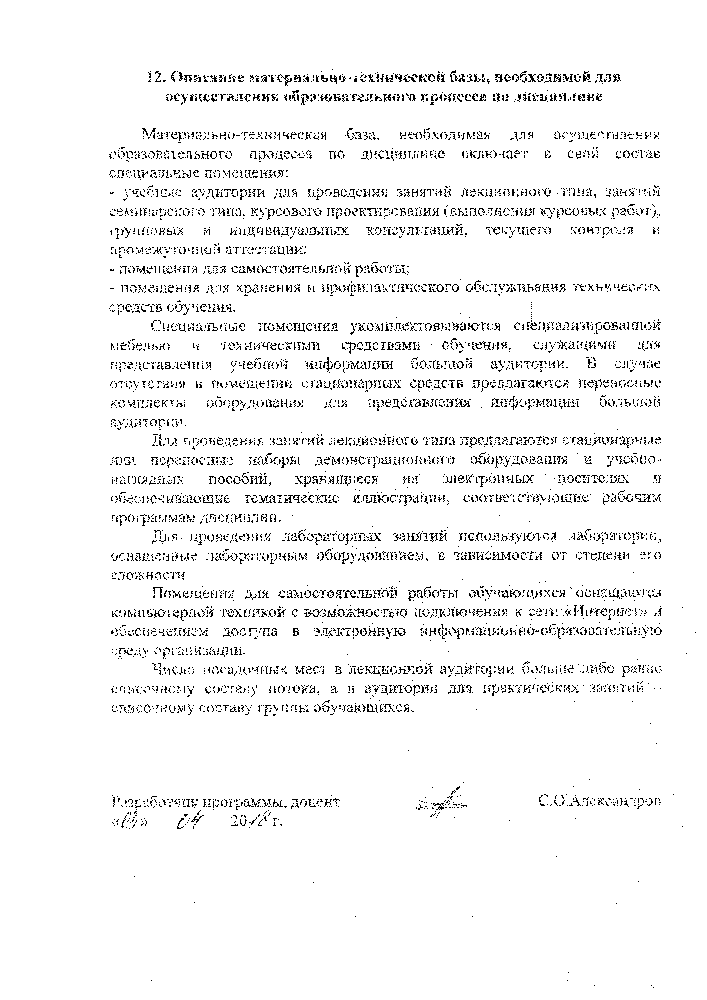 12. Описание материально-технической базы, необходимой для
осуществления образовательного процесса по дисциплине
Материально-техническая база, необходимая для осуществления
образовательного процесса по дисциплине включает в свой состав
специальные помещения:
- учебные аудитории для проведения занятий лекционного типа, занятий
семинарского типа, курсового проектирования (выполнения курсовых работ),
групповых и индивидуальных консультаций, текущего контроля и
промежуточной аттестации;
- помещения для самостоятельной работы;
- помещения для хранения и профилактического обслуживания технических
средств обучения.
Специальные помещения укомплектовываются специализированной
мебелью и техническими средствами обучения, служащими для
представления учебной информации большой аудитории. В случае
отсутствия в помещении стационарных средств предлагаются переносные
комплекты оборудования для представления информации большой
аудитории.
Для проведения занятий лекционного типа предлагаются стационарные
или переносные наборы демонстрационного оборудования и учебно-
наглядных пособий, хранящиеся на электронных носителях и
обеспечивающие тематические иллюстрации, соответствующие рабочим
программам дисциплин.
Для проведения лабораторных занятий используются лаборатории,
оснащенные лабораторным оборудованием, в зависимости от степени его
сложности.
Помещения для самостоятельной работы обучающихся оснащаются
компьютерной техникой с возможностью подключения к сети «Интернет» и
обеспечением доступа в электронную информационно-образовательную
среду организации.
Число посадочных мест в лекционной аудитории больше либо равно
списочному составу потока, а в аудитории для практических занятий –
списочному составу группы обучающихся.
Разработчик программы, доцент С.О.Александров
«03» 04 2018 г.